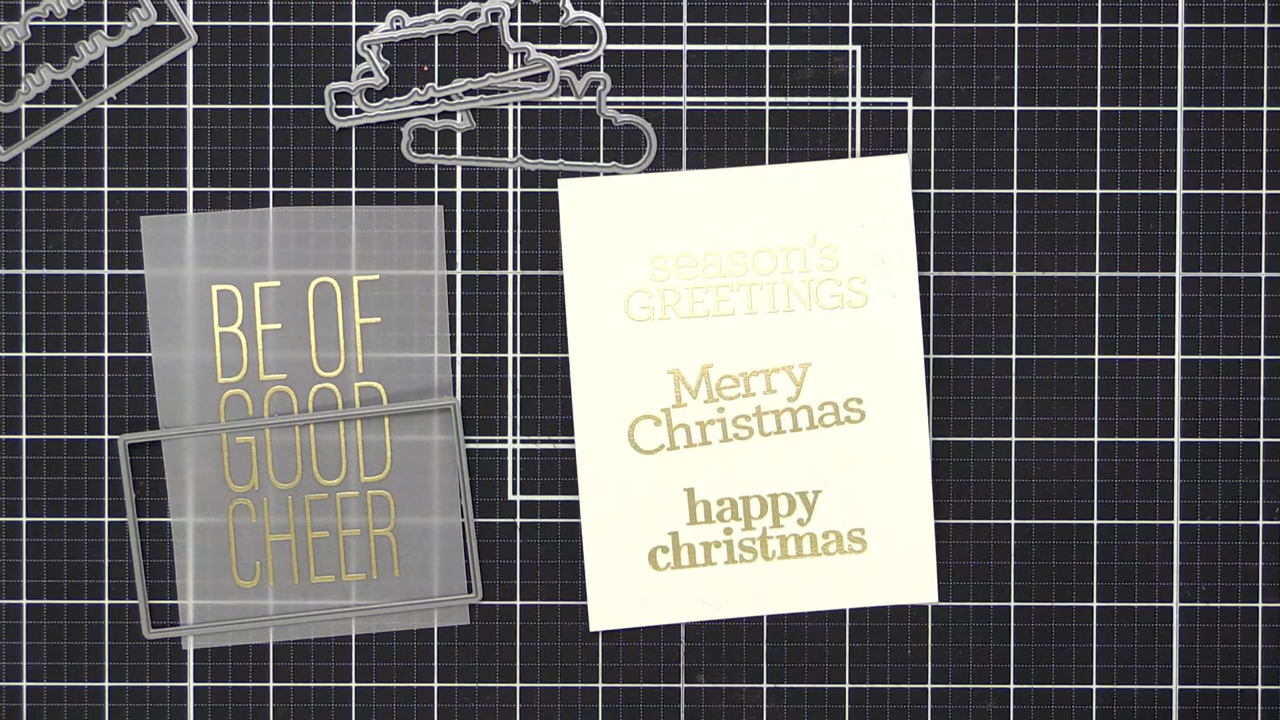 BE OF
GOOD
CHEER
season's
GREETINGS
Merry
Christmas
happy
christmas